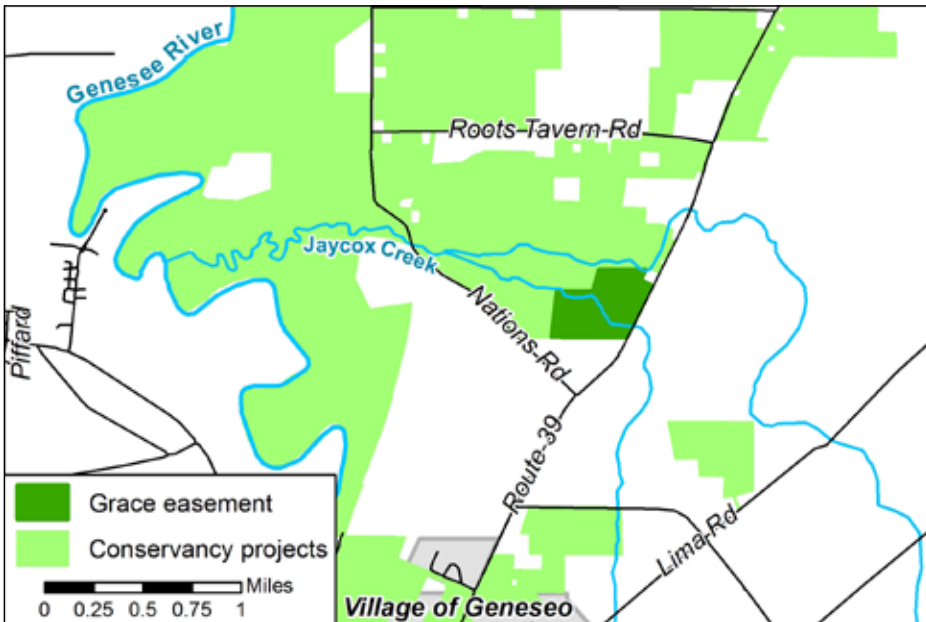 Genesee River
Roots Tavern Rd
Jaycox Creek
Nations Rd
Piffard
Route 39
Lima Rd
Grace easement
Conservancy projects
Miles
0 0.25 0.5 0.75 1
Village of Geneseo